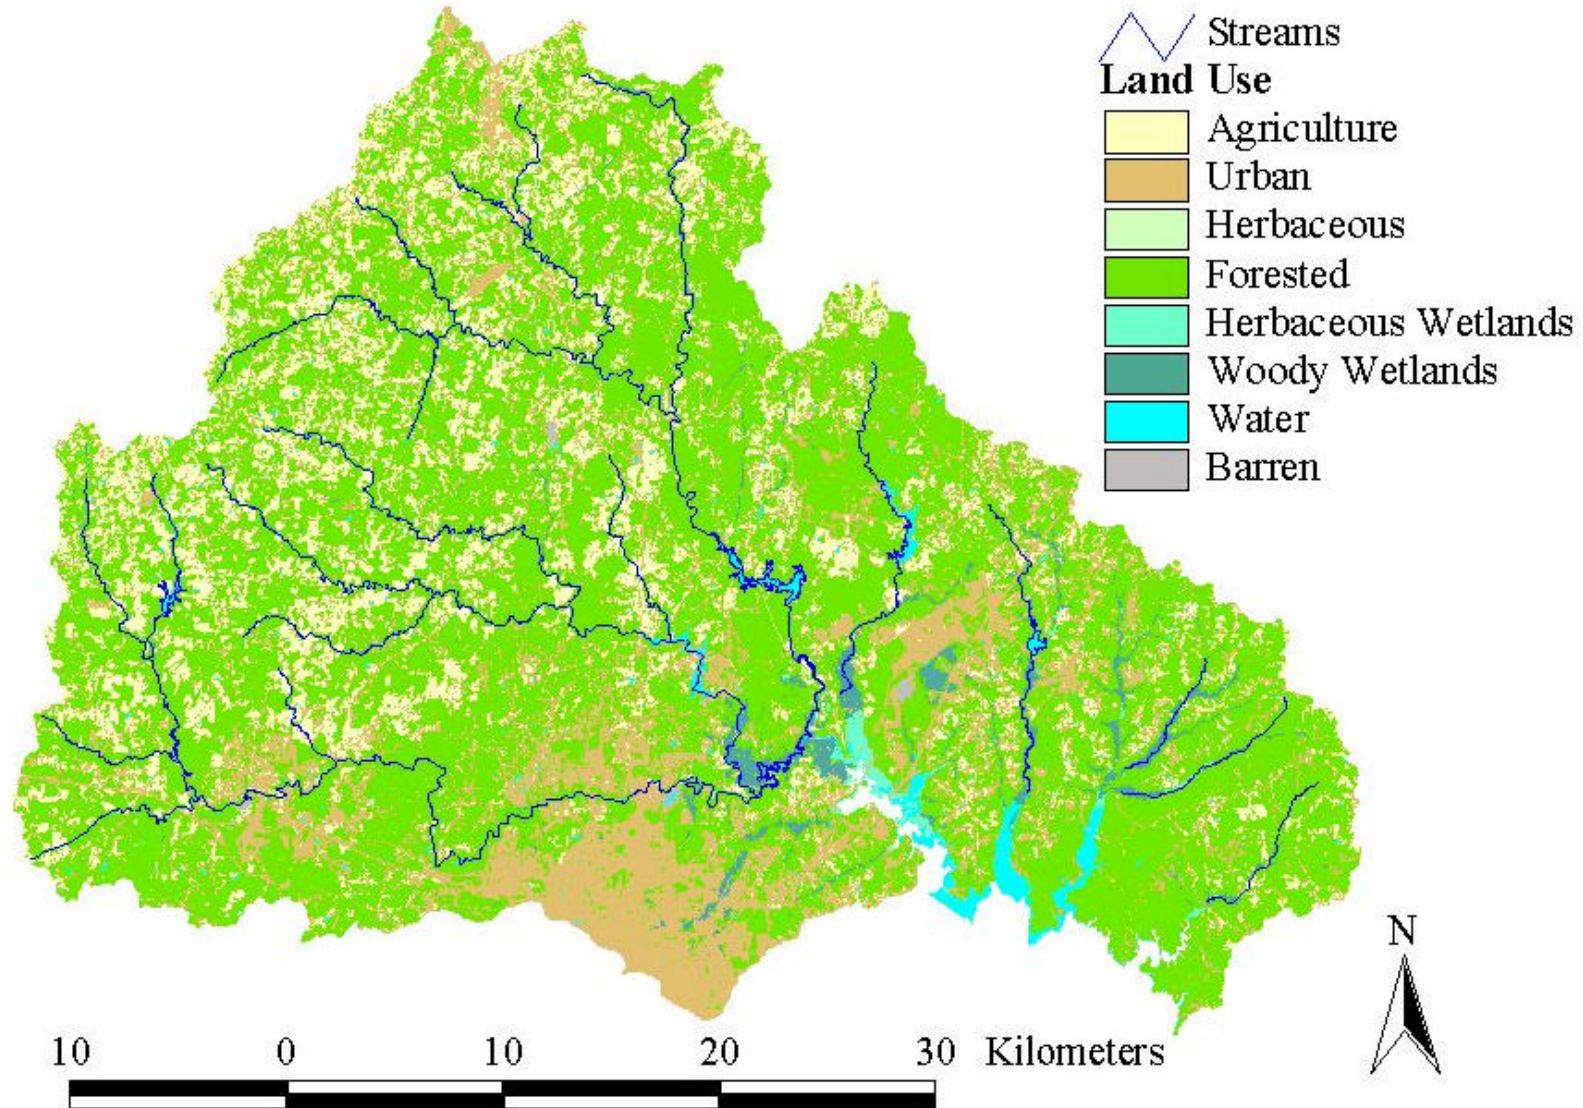 Streams
Land Use
Agriculture
Urban
Herbaceous
Forested
Herbaceous Wetlands
Woody Wetlands
Water
Barren
N
10 0 10 20 30 Kilometers